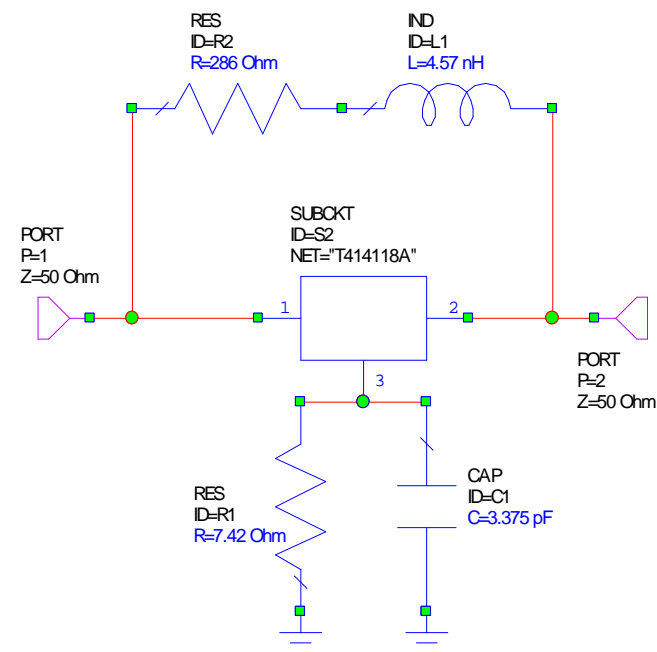 RES
ID=R2
R=286 Ohm
IND
ID=L1
L=4.57 nH
SUBCKT
ID=S2
NET="T414118A"
PORT
P=1
Z=50 Ohm
1
2
3
PORT
P=2
Z=50 Ohm
RES
ID=R1
R=7.42 Ohm
CAP
ID=C1
C=3.375 pF